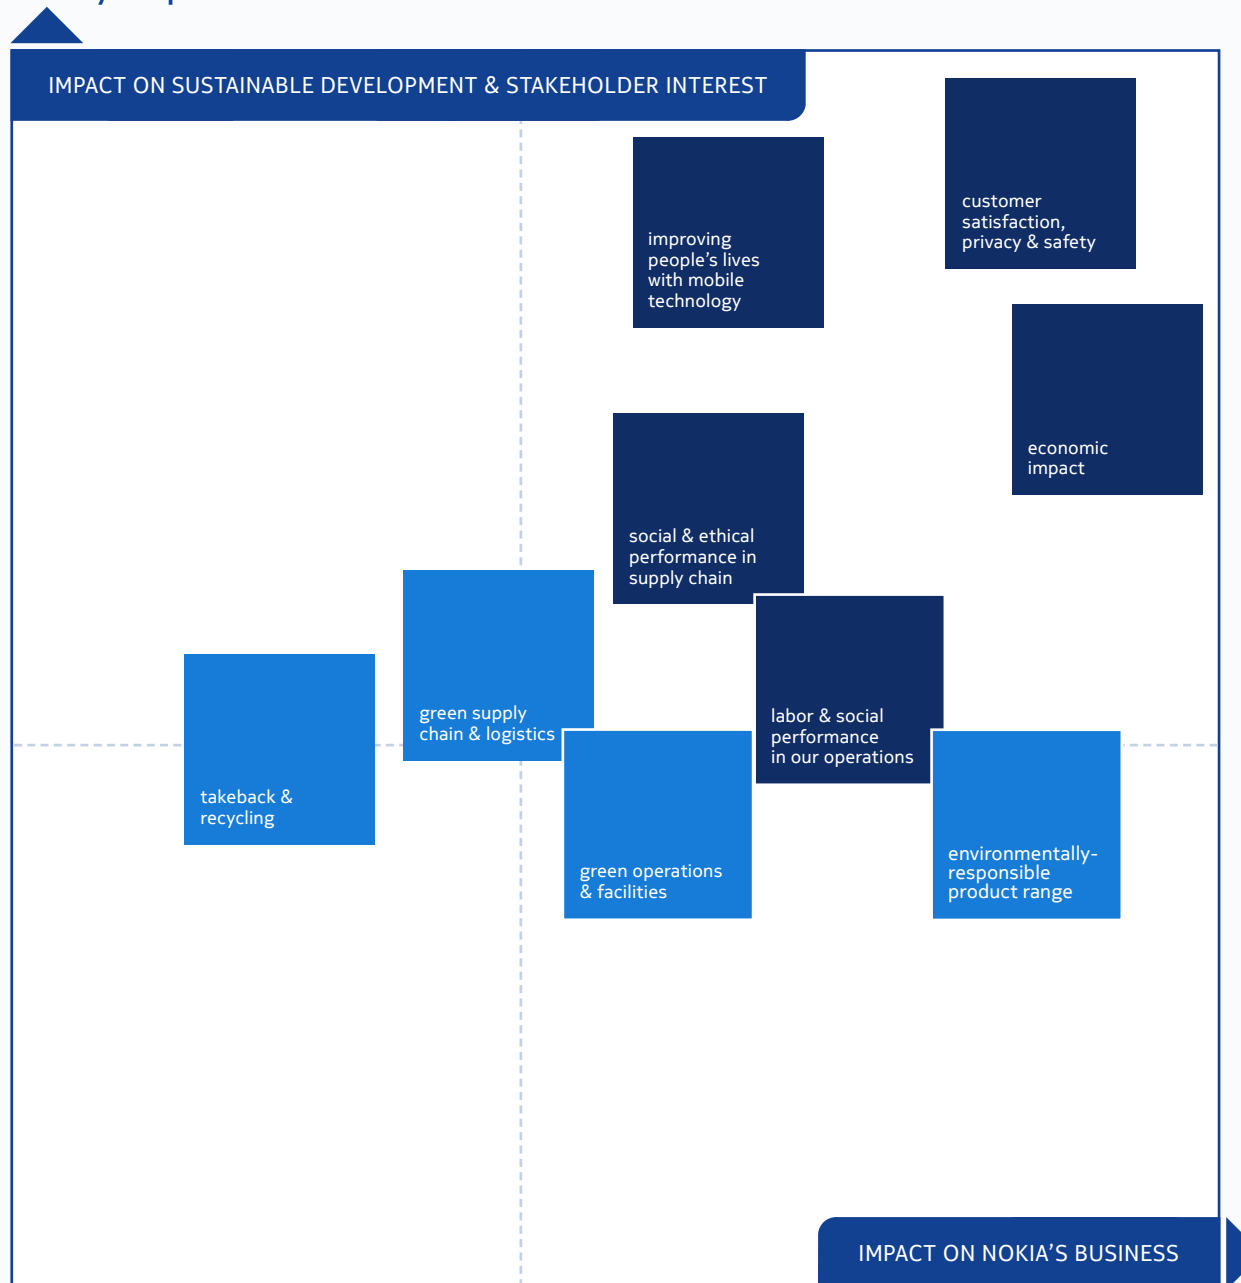 IMPACT ON SUSTAINABLE DEVELOPMENT & STAKEHOLDER INTEREST
customer
satisfaction,
privacy & safety
improving
people’s lives
with mobile
technology
economic
impact
social & ethical
performance in
supply chain
green supply
chain & logistics
labor & social
performance
in our operations
takeback &
recycling
green operations
& facilities
environmentally-
responsible
product range
IMPACT ON NOKIA’S BUSINESS